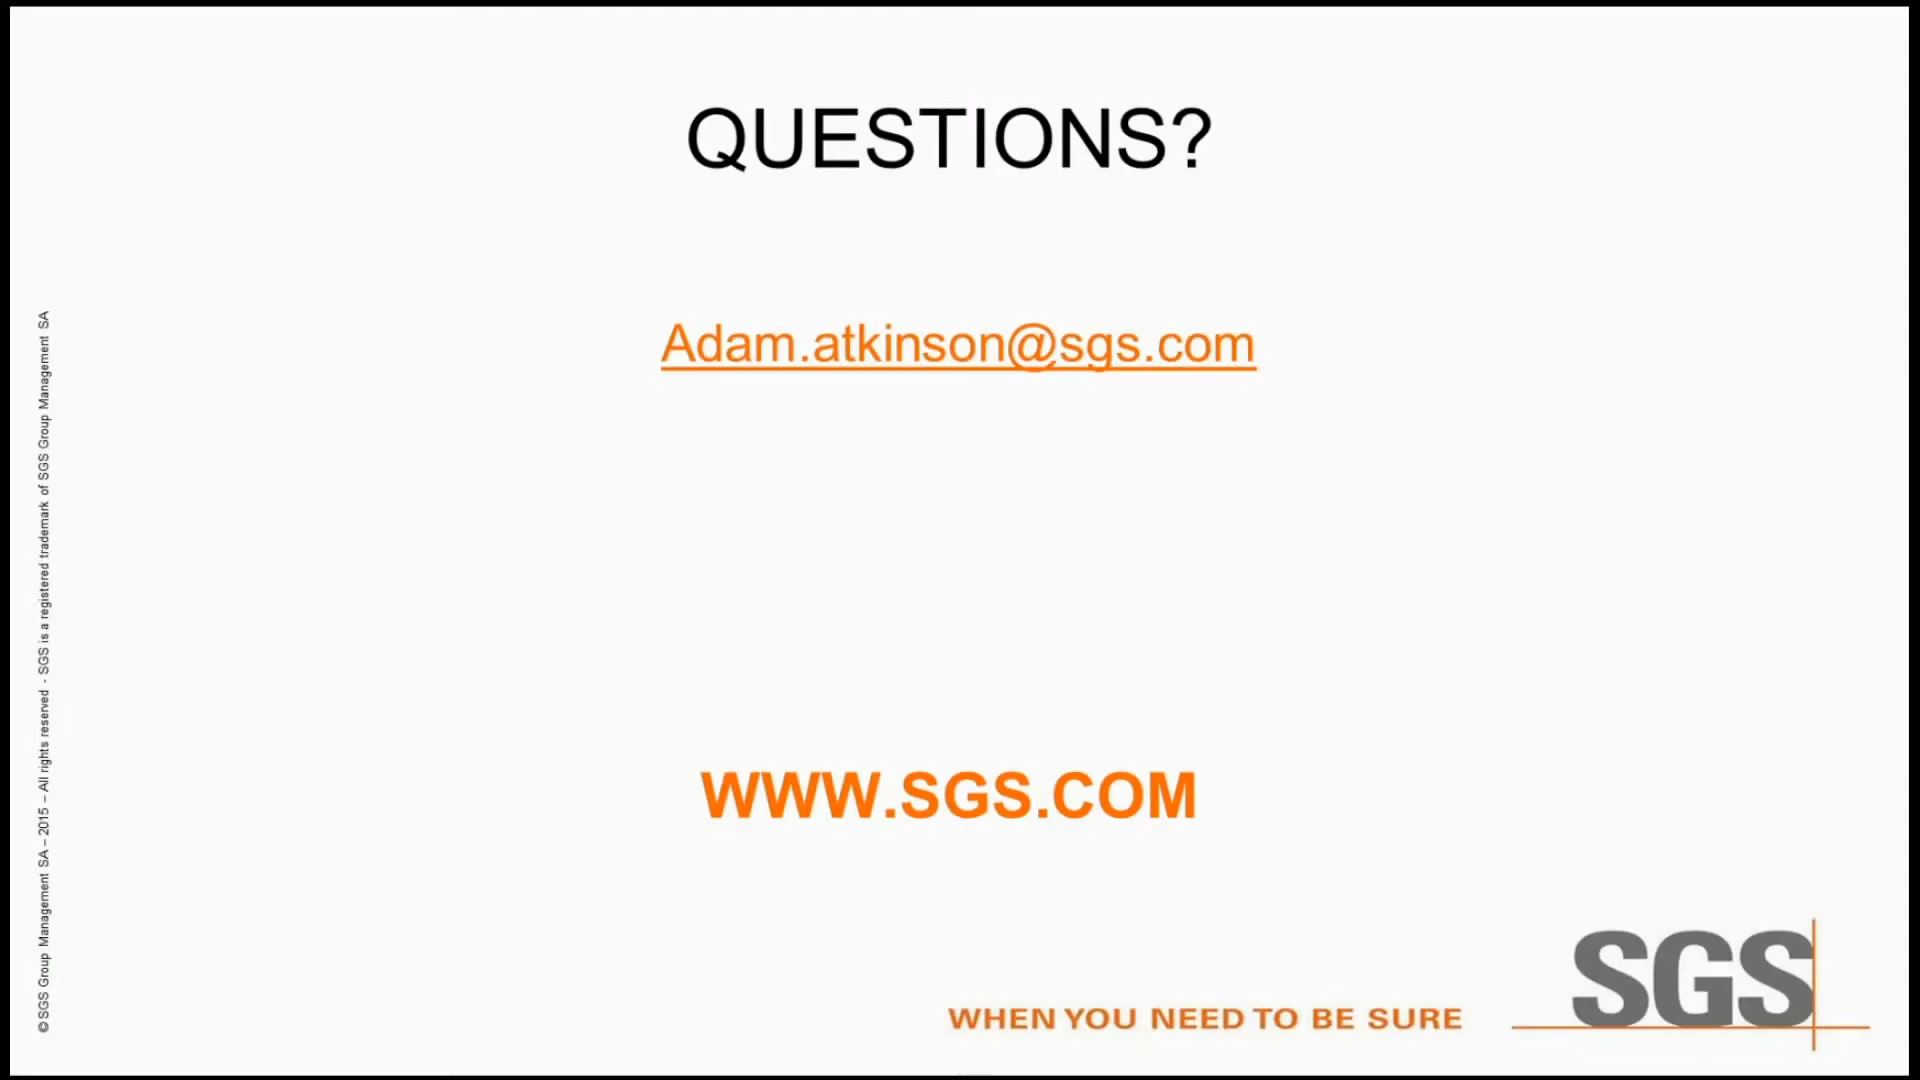 QUESTIONS?
Adam.atkinson@sgs.com
©SGS Group Management SA – 2015 – All rights reserved - SGS is a registered trademark of SGS Group Management SA
WWW.SGS.COM
WHEN YOU NEED TO BE SURE
SGS